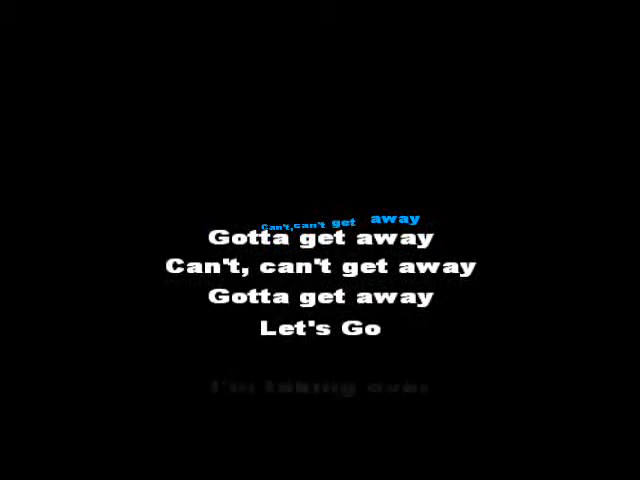 Can't,can't get away
Gotta get away
Can't, can't get away
Gotta get away
Let's Go
I'm taking over